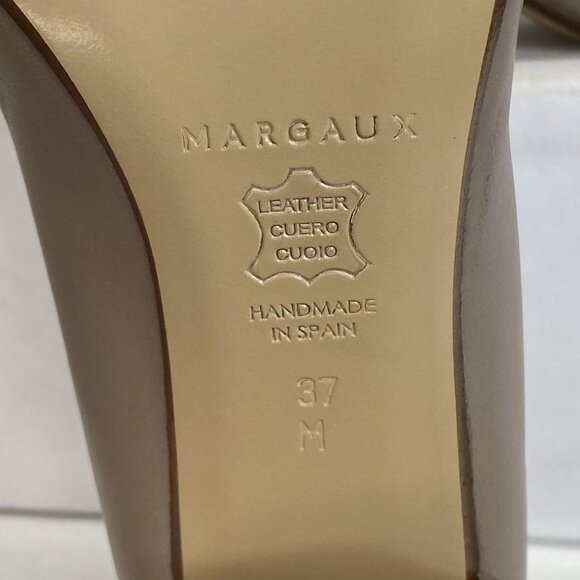 MARGAUX
LEATHER
CUERO
CUOIO
HANDMADE
IN SPAIN
37
M